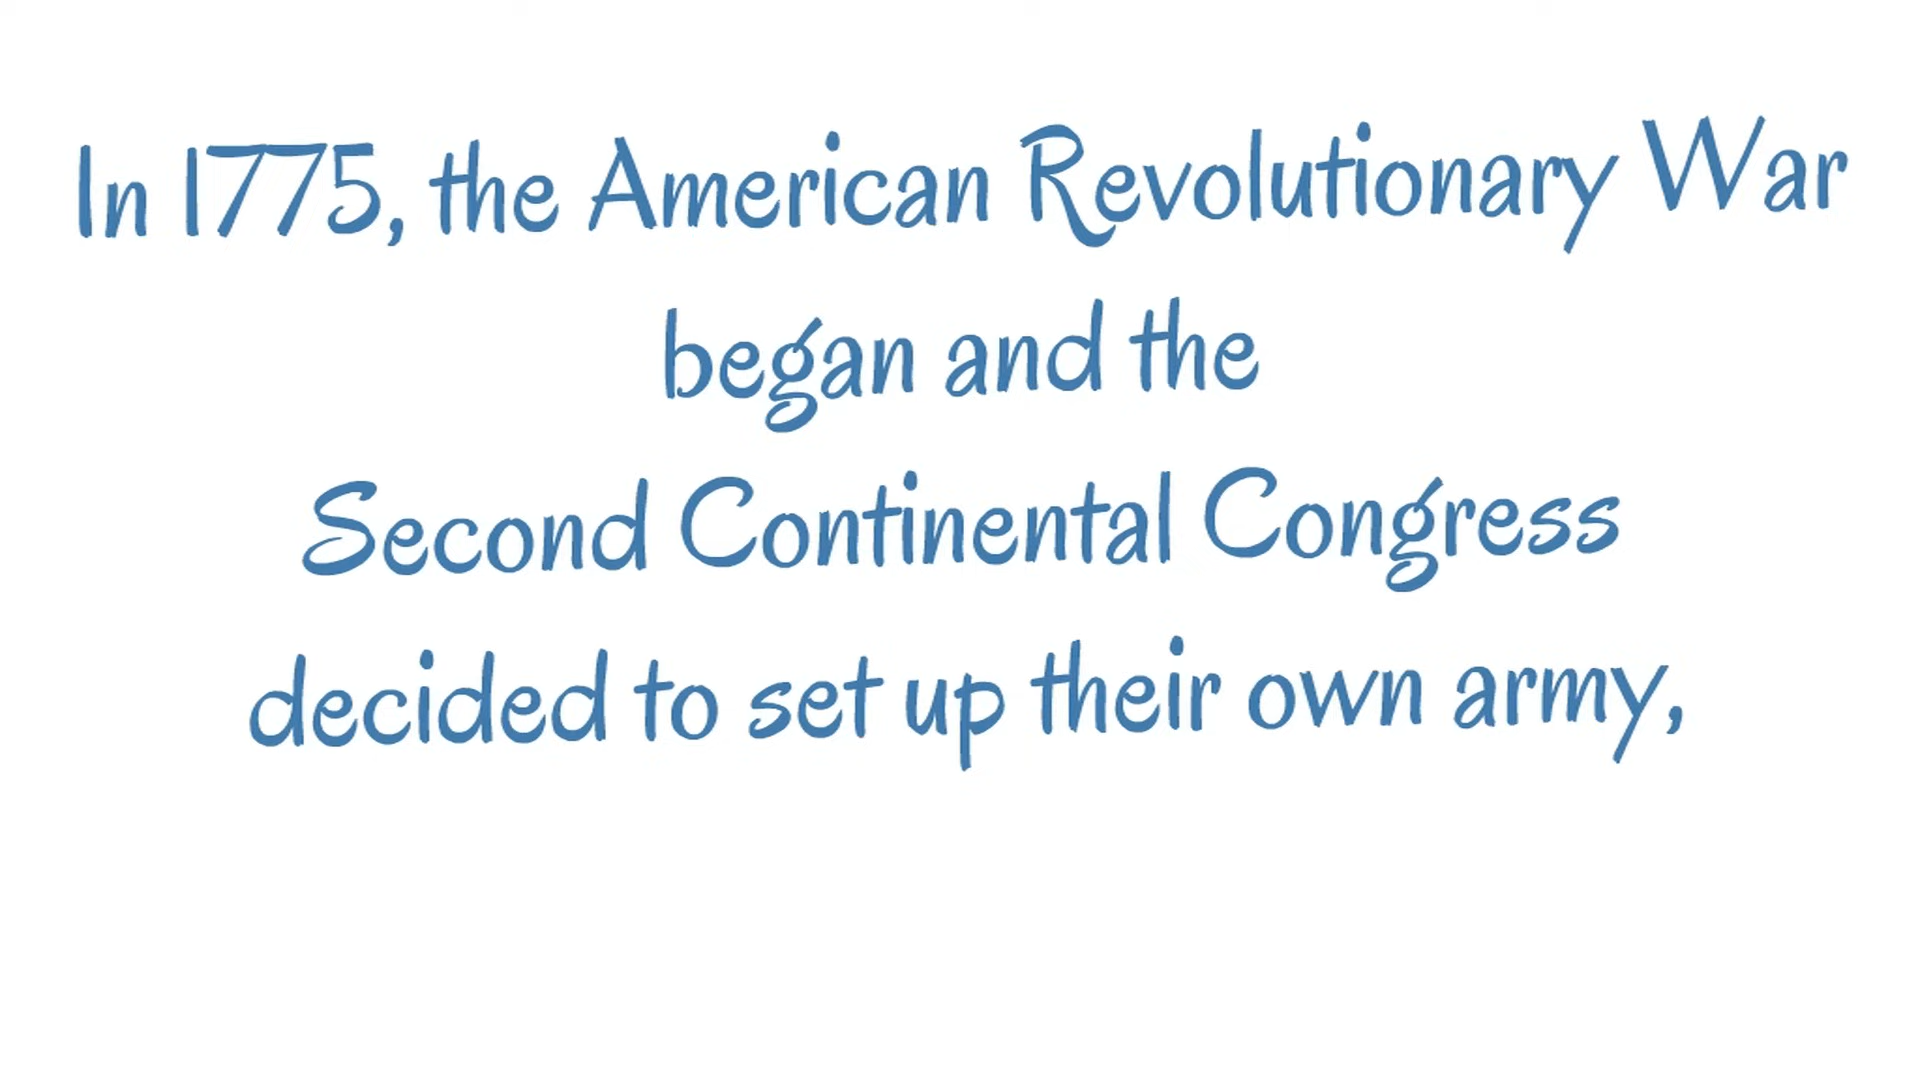 In 1775, the American Revolutionary War
began and the
Second Continental Congress
decided to set up their own army,